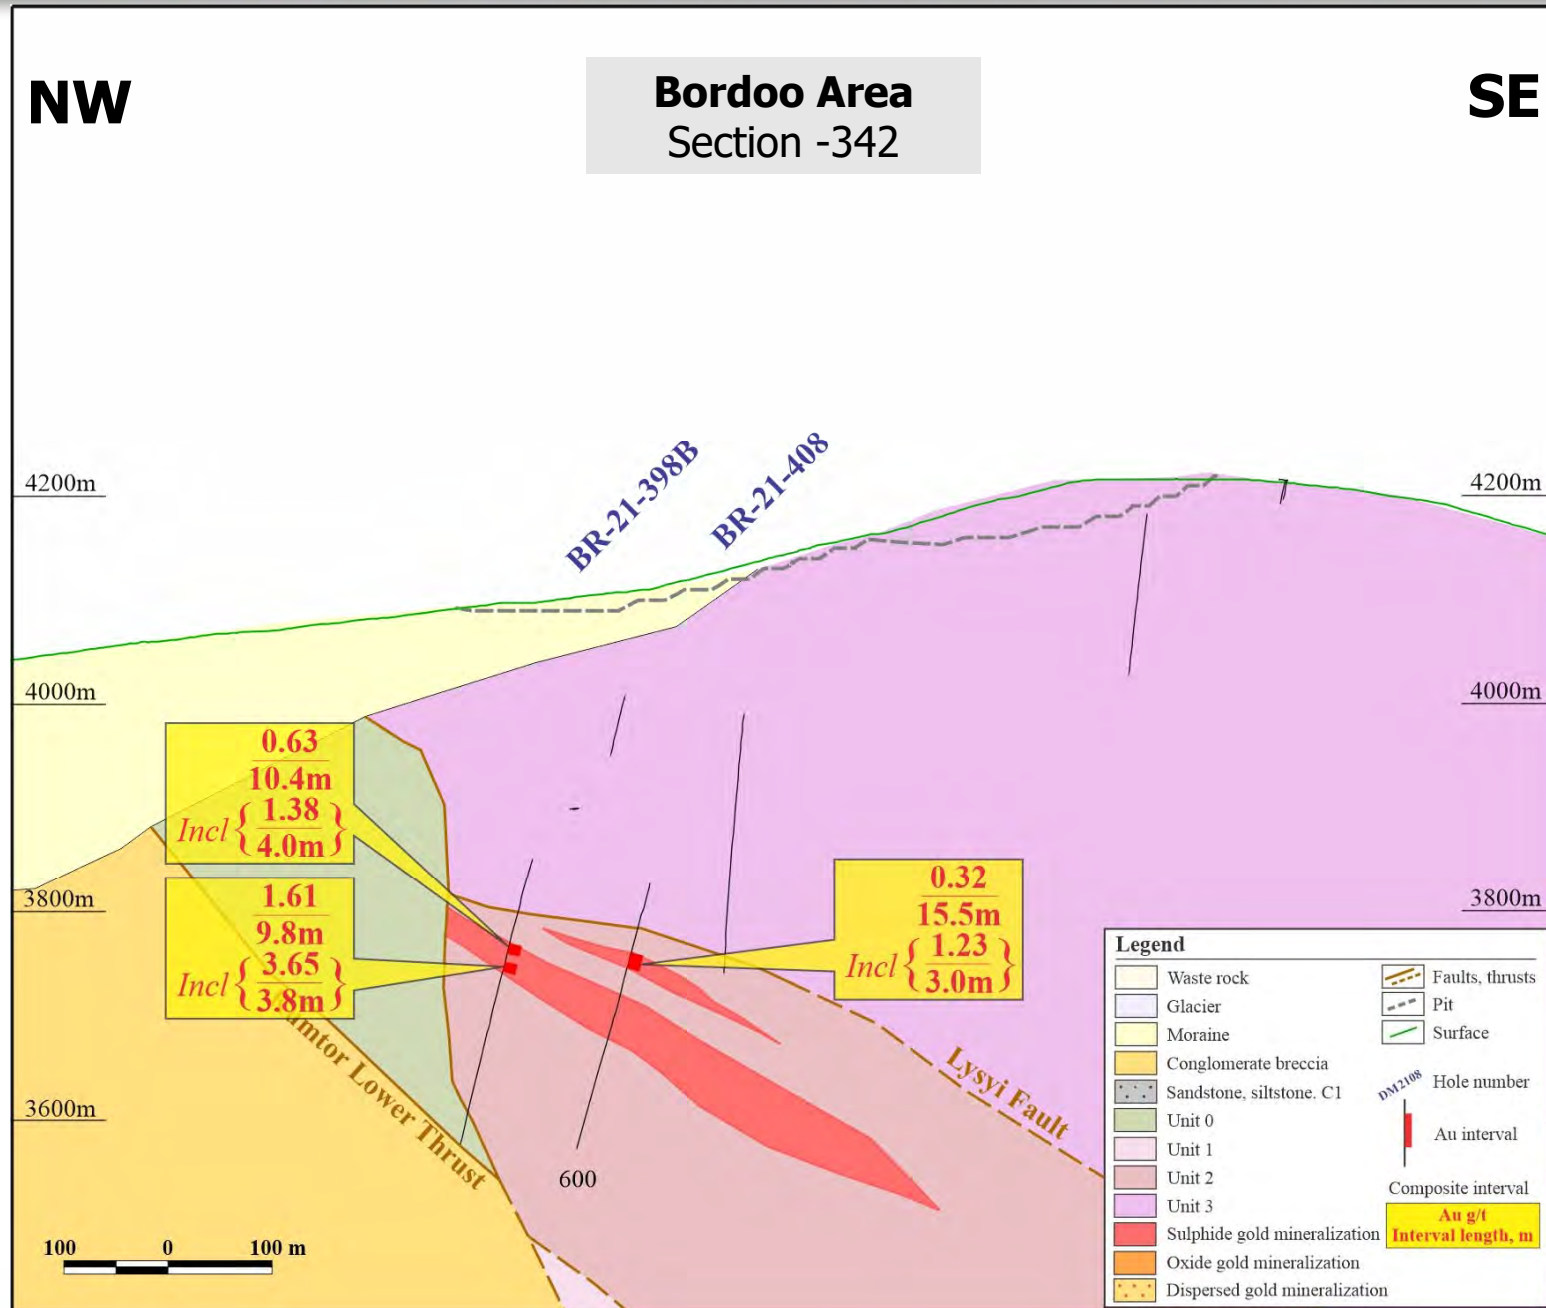 NW
Bordoo Area
Section -342
SE
BR-21-398B
BR-21-408
4200m
4200m
4000m
4000m
0.63
10.4m
Incl { 1.38
4.0m }
1.61
9.8m
Incl { 3.65
3.8m }
0.32
15.5m
Incl { 1.23
3.0m }
3800m
3800m
3600m
Lower Thrust
Lysyi Fault
600
100 0 100 m
Legend
Waste rock
Glacier
Moraine
Conglomerate breccia
Sandstone, siltstone. C1
Unit 0
Unit 1
Unit 2
Unit 3
Sulphide gold mineralization
Oxide gold mineralization
Dispersed gold mineralization
Faults, thrusts
Pit
Surface
DM2108
Hole number
Au interval
Composite interval
Au g/t
Interval length, m